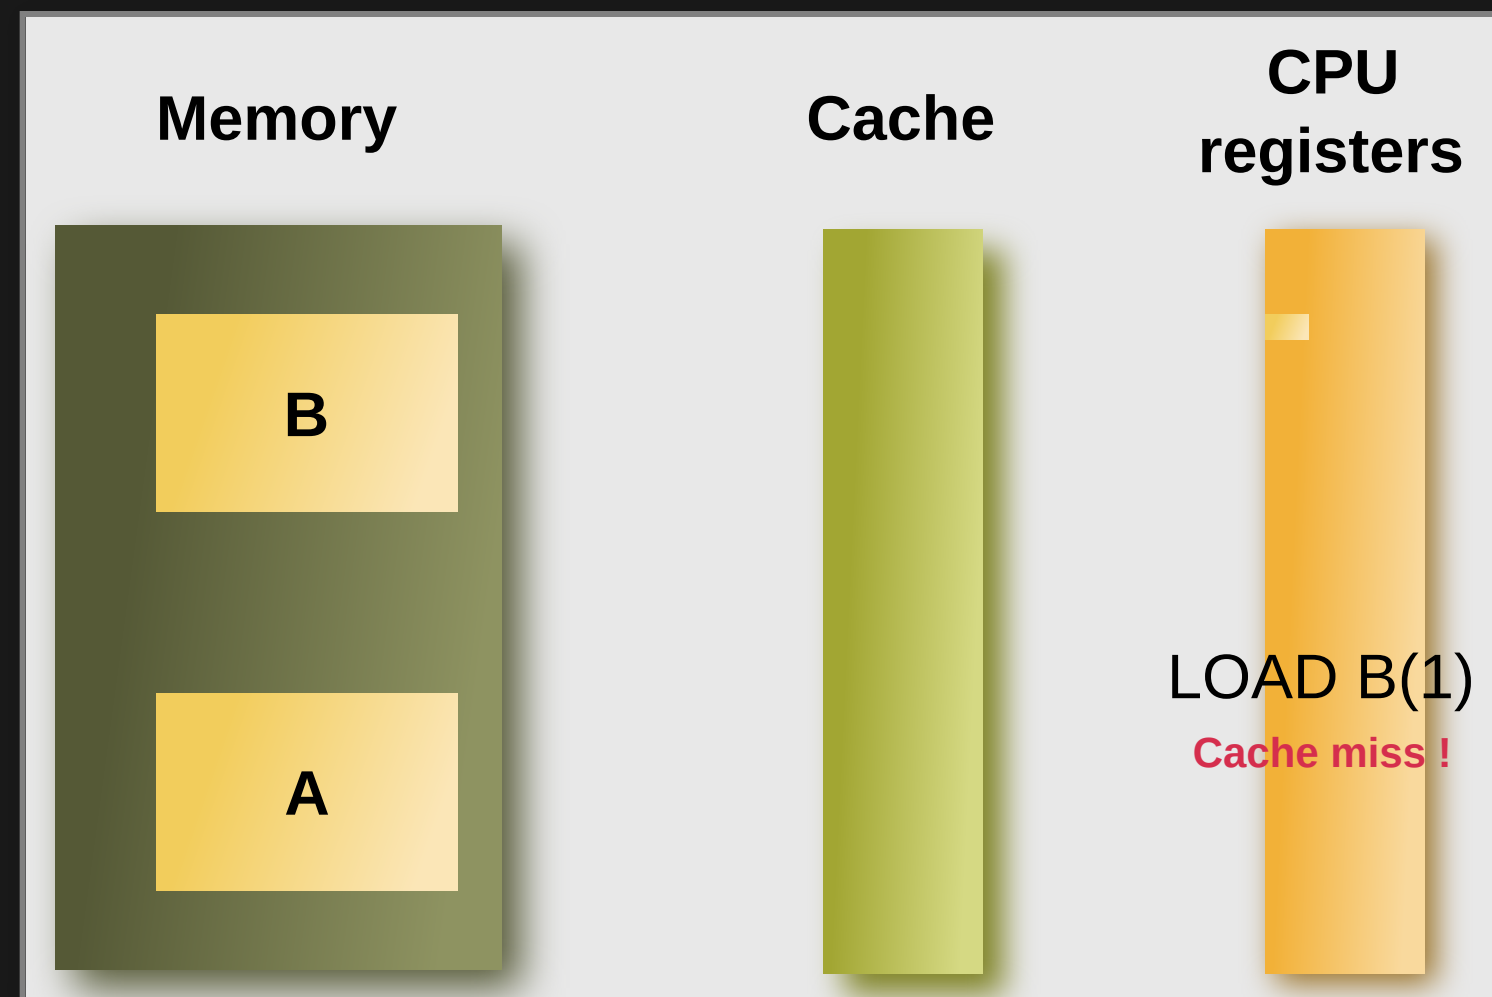 Memory
Cache
CPU
registers
B
A
LOAD B(1)
Cache miss !